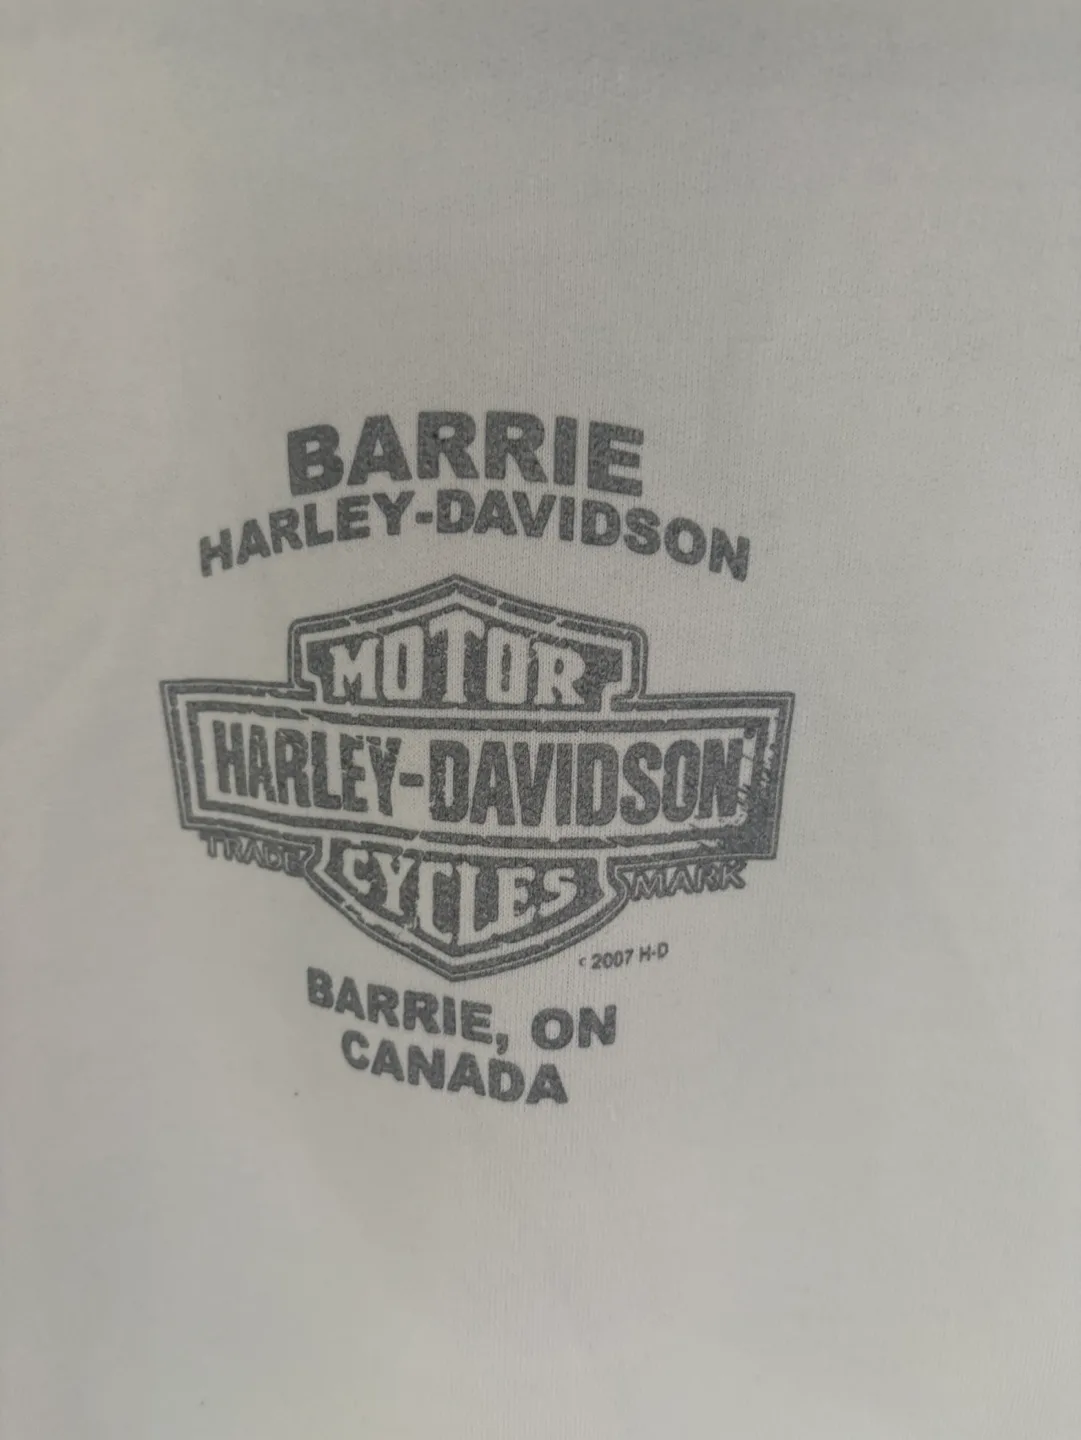 BARRIE
HARLEY-DAVIDSON
MOTOR
HARLEY-DAVIDSON®
TRADE CYCLES MARK
© 2007 H-D
BARRIE, ON
CANADA